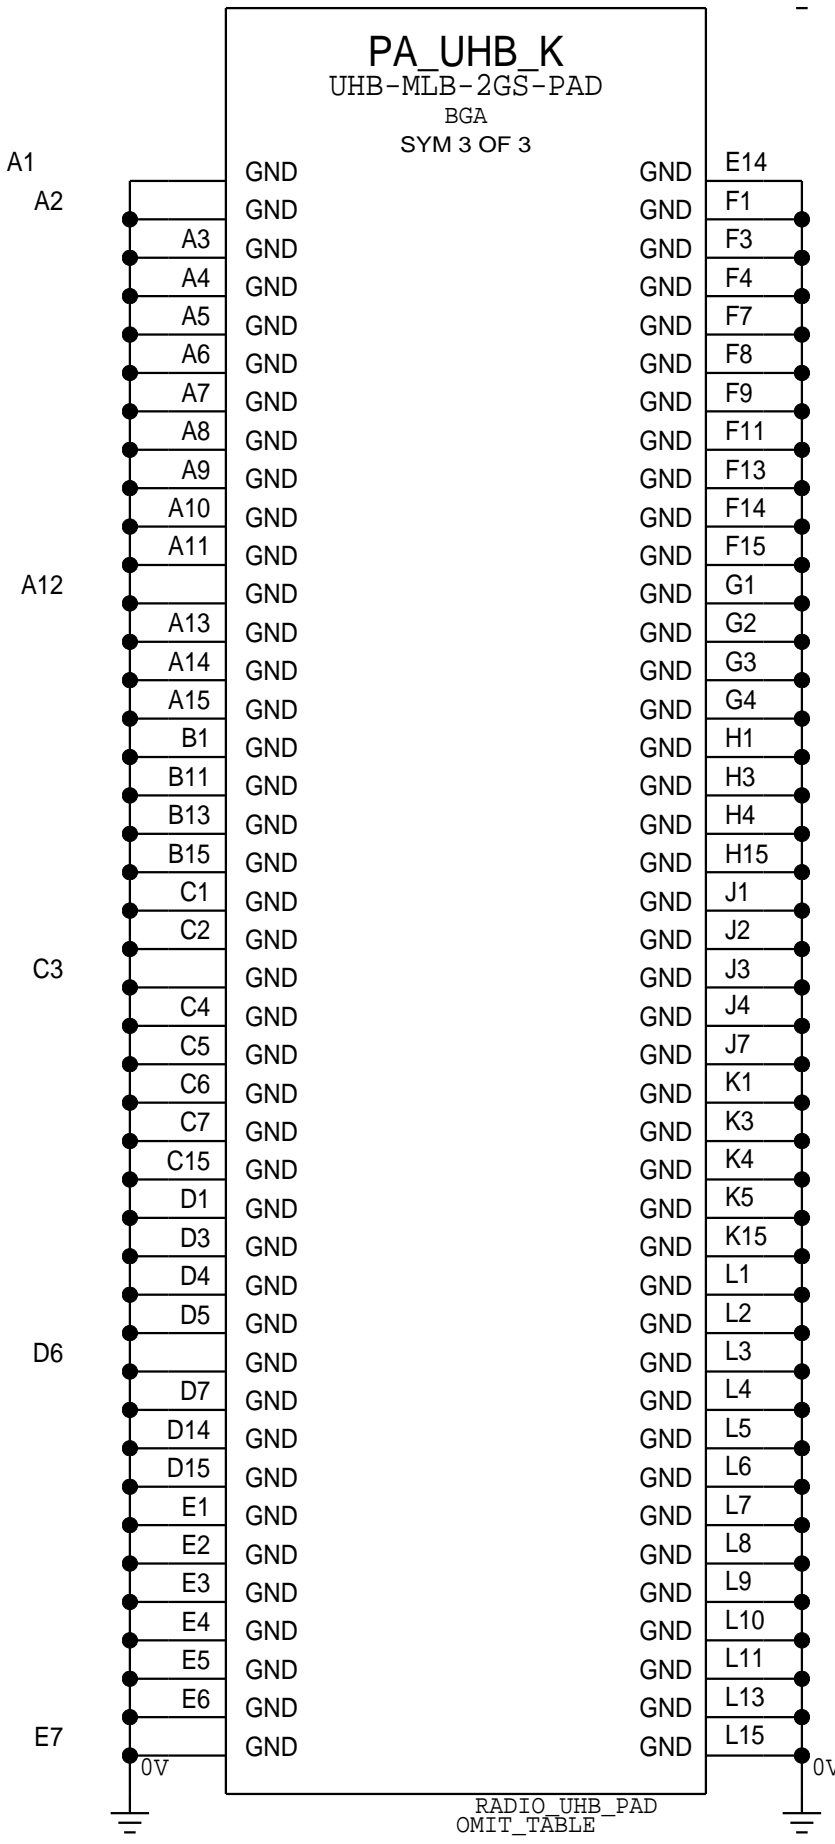 PA_UHB_K
UHB-MLB-2GS-PAD
BGA
SYM 3 OF 3
A1 GND GND E14
A2 GND GND F1
A3 GND GND F3
A4 GND GND F4
A5 GND GND F7
A6 GND GND F8
A7 GND GND F9
A8 GND GND F11
A9 GND GND F13
A10 GND GND F14
A11 GND GND F15
A12 GND GND G1
A13 GND GND G2
A14 GND GND G3
A15 GND GND G4
B1 GND GND H1
B11 GND GND H3
B13 GND GND H4
B15 GND GND H15
C1 GND GND J1
C2 GND GND J2
C3 GND GND J3
C4 GND GND J4
C5 GND GND J7
C6 GND GND K1
C7 GND GND K3
C15 GND GND K4
D1 GND GND K5
D3 GND GND K15
D4 GND GND L1
D5 GND GND L2
D6 GND GND L3
D7 GND GND L4
D14 GND GND L5
D15 GND GND L6
E1 GND GND L7
E2 GND GND L8
E3 GND GND L9
E4 GND GND L10
E5 GND GND L11
E6 GND GND L13
E7 GND GND L15
0V 0V
RADIO_UHB_PAD
OMIT_TABLE